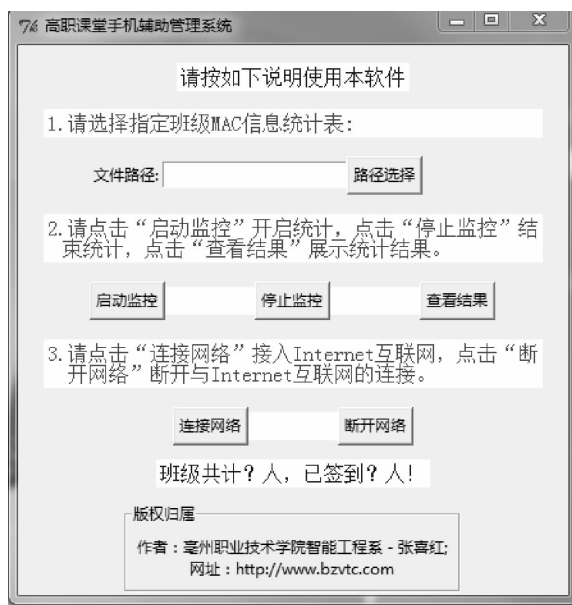 高职课堂手机辅助管理系统
请按如下说明使用本软件
1.请选择指定班级MAC信息统计表:
文件路径: 路径选择
2.请点击“启动监控”开启统计，点击“停止监控”结
束统计，点击“查看结果”展示统计结果。
启动监控 停止监控 查看结果
3.请点击“连接网络”接入Internet互联网，点击“断
开网络”断开与Internet互联网的连接。
连接网络 断开网络
班级共计?人，已签到?人!
版权归属
作者：亳州职业技术学院智能工程系 - 张喜红;
网址：http://www.bzvtc.com